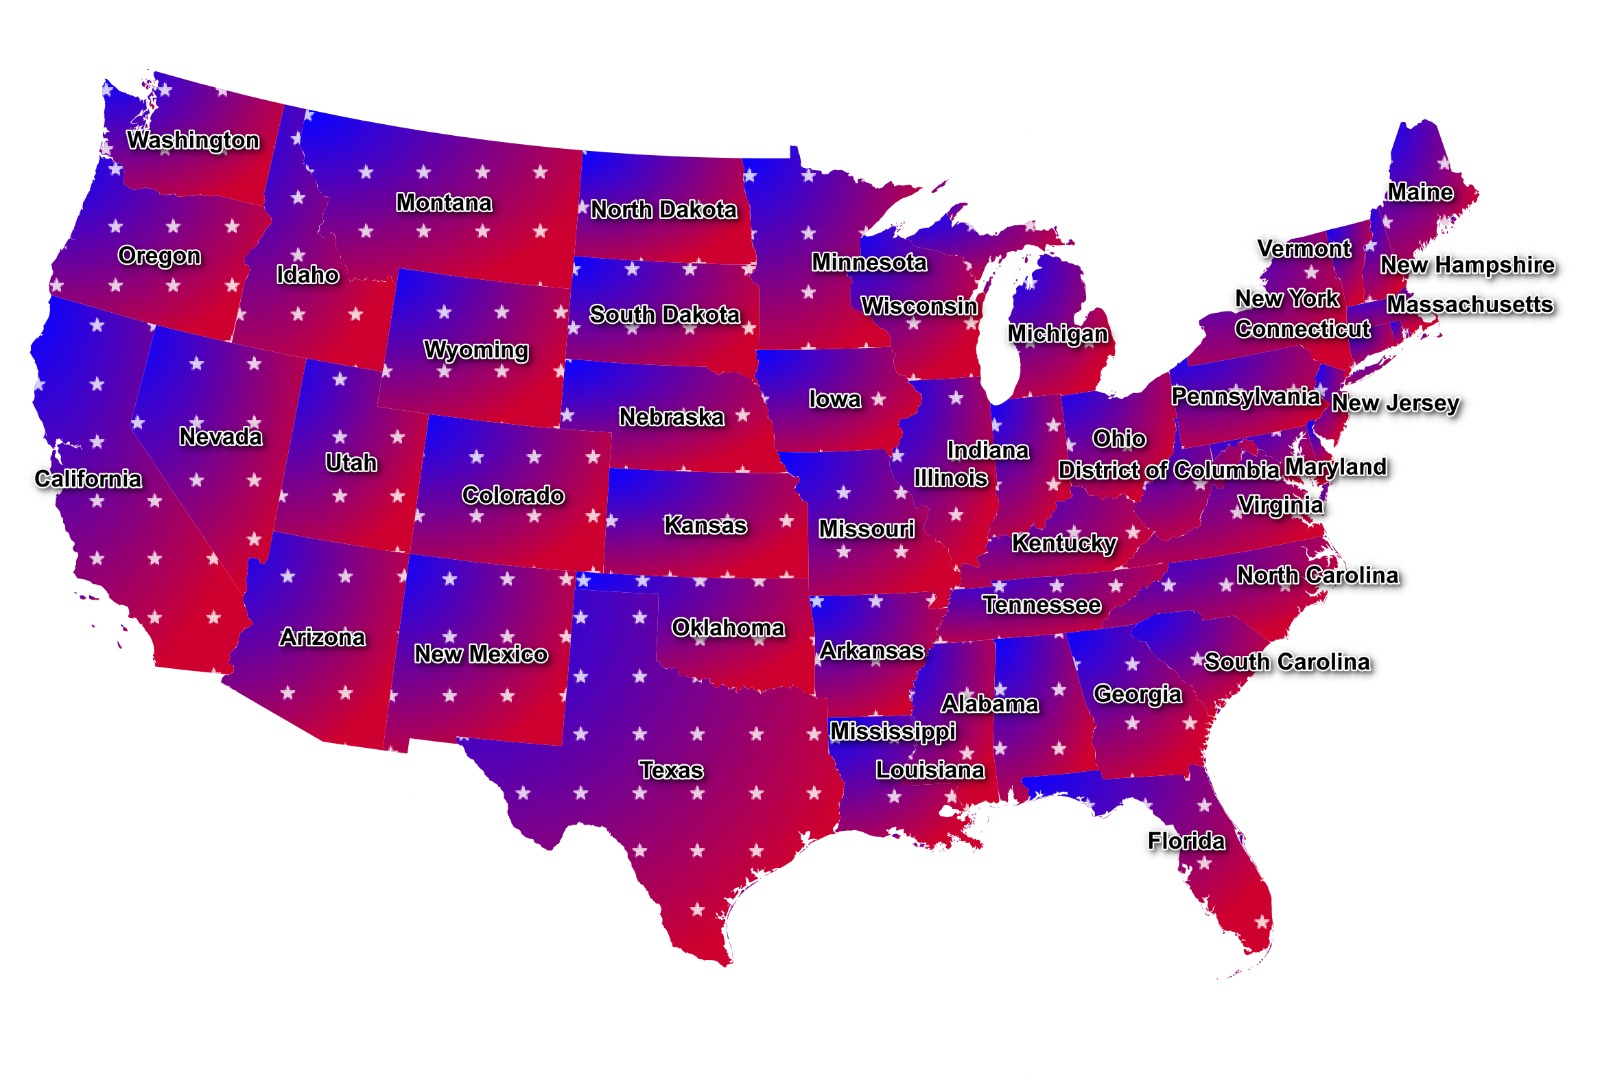 Washington
Montana
North Dakota
Maine
Oregon
Idaho
Minnesota
Vermont
New Hampshire
South Dakota
Wisconsin
New York
Massachusetts
Wyoming
Michigan
Connecticut
Iowa
Pennsylvania
New Jersey
Nebraska
Nevada
Ohio
Utah
Indiana
California
Illinois
District of Columbia
Maryland
Colorado
Virginia
Kansas
Missouri
Kentucky
North Carolina
Tennessee
Arizona
Oklahoma
New Mexico
Arkansas
South Carolina
Georgia
Alabama
Mississippi
Texas
Louisiana
Florida